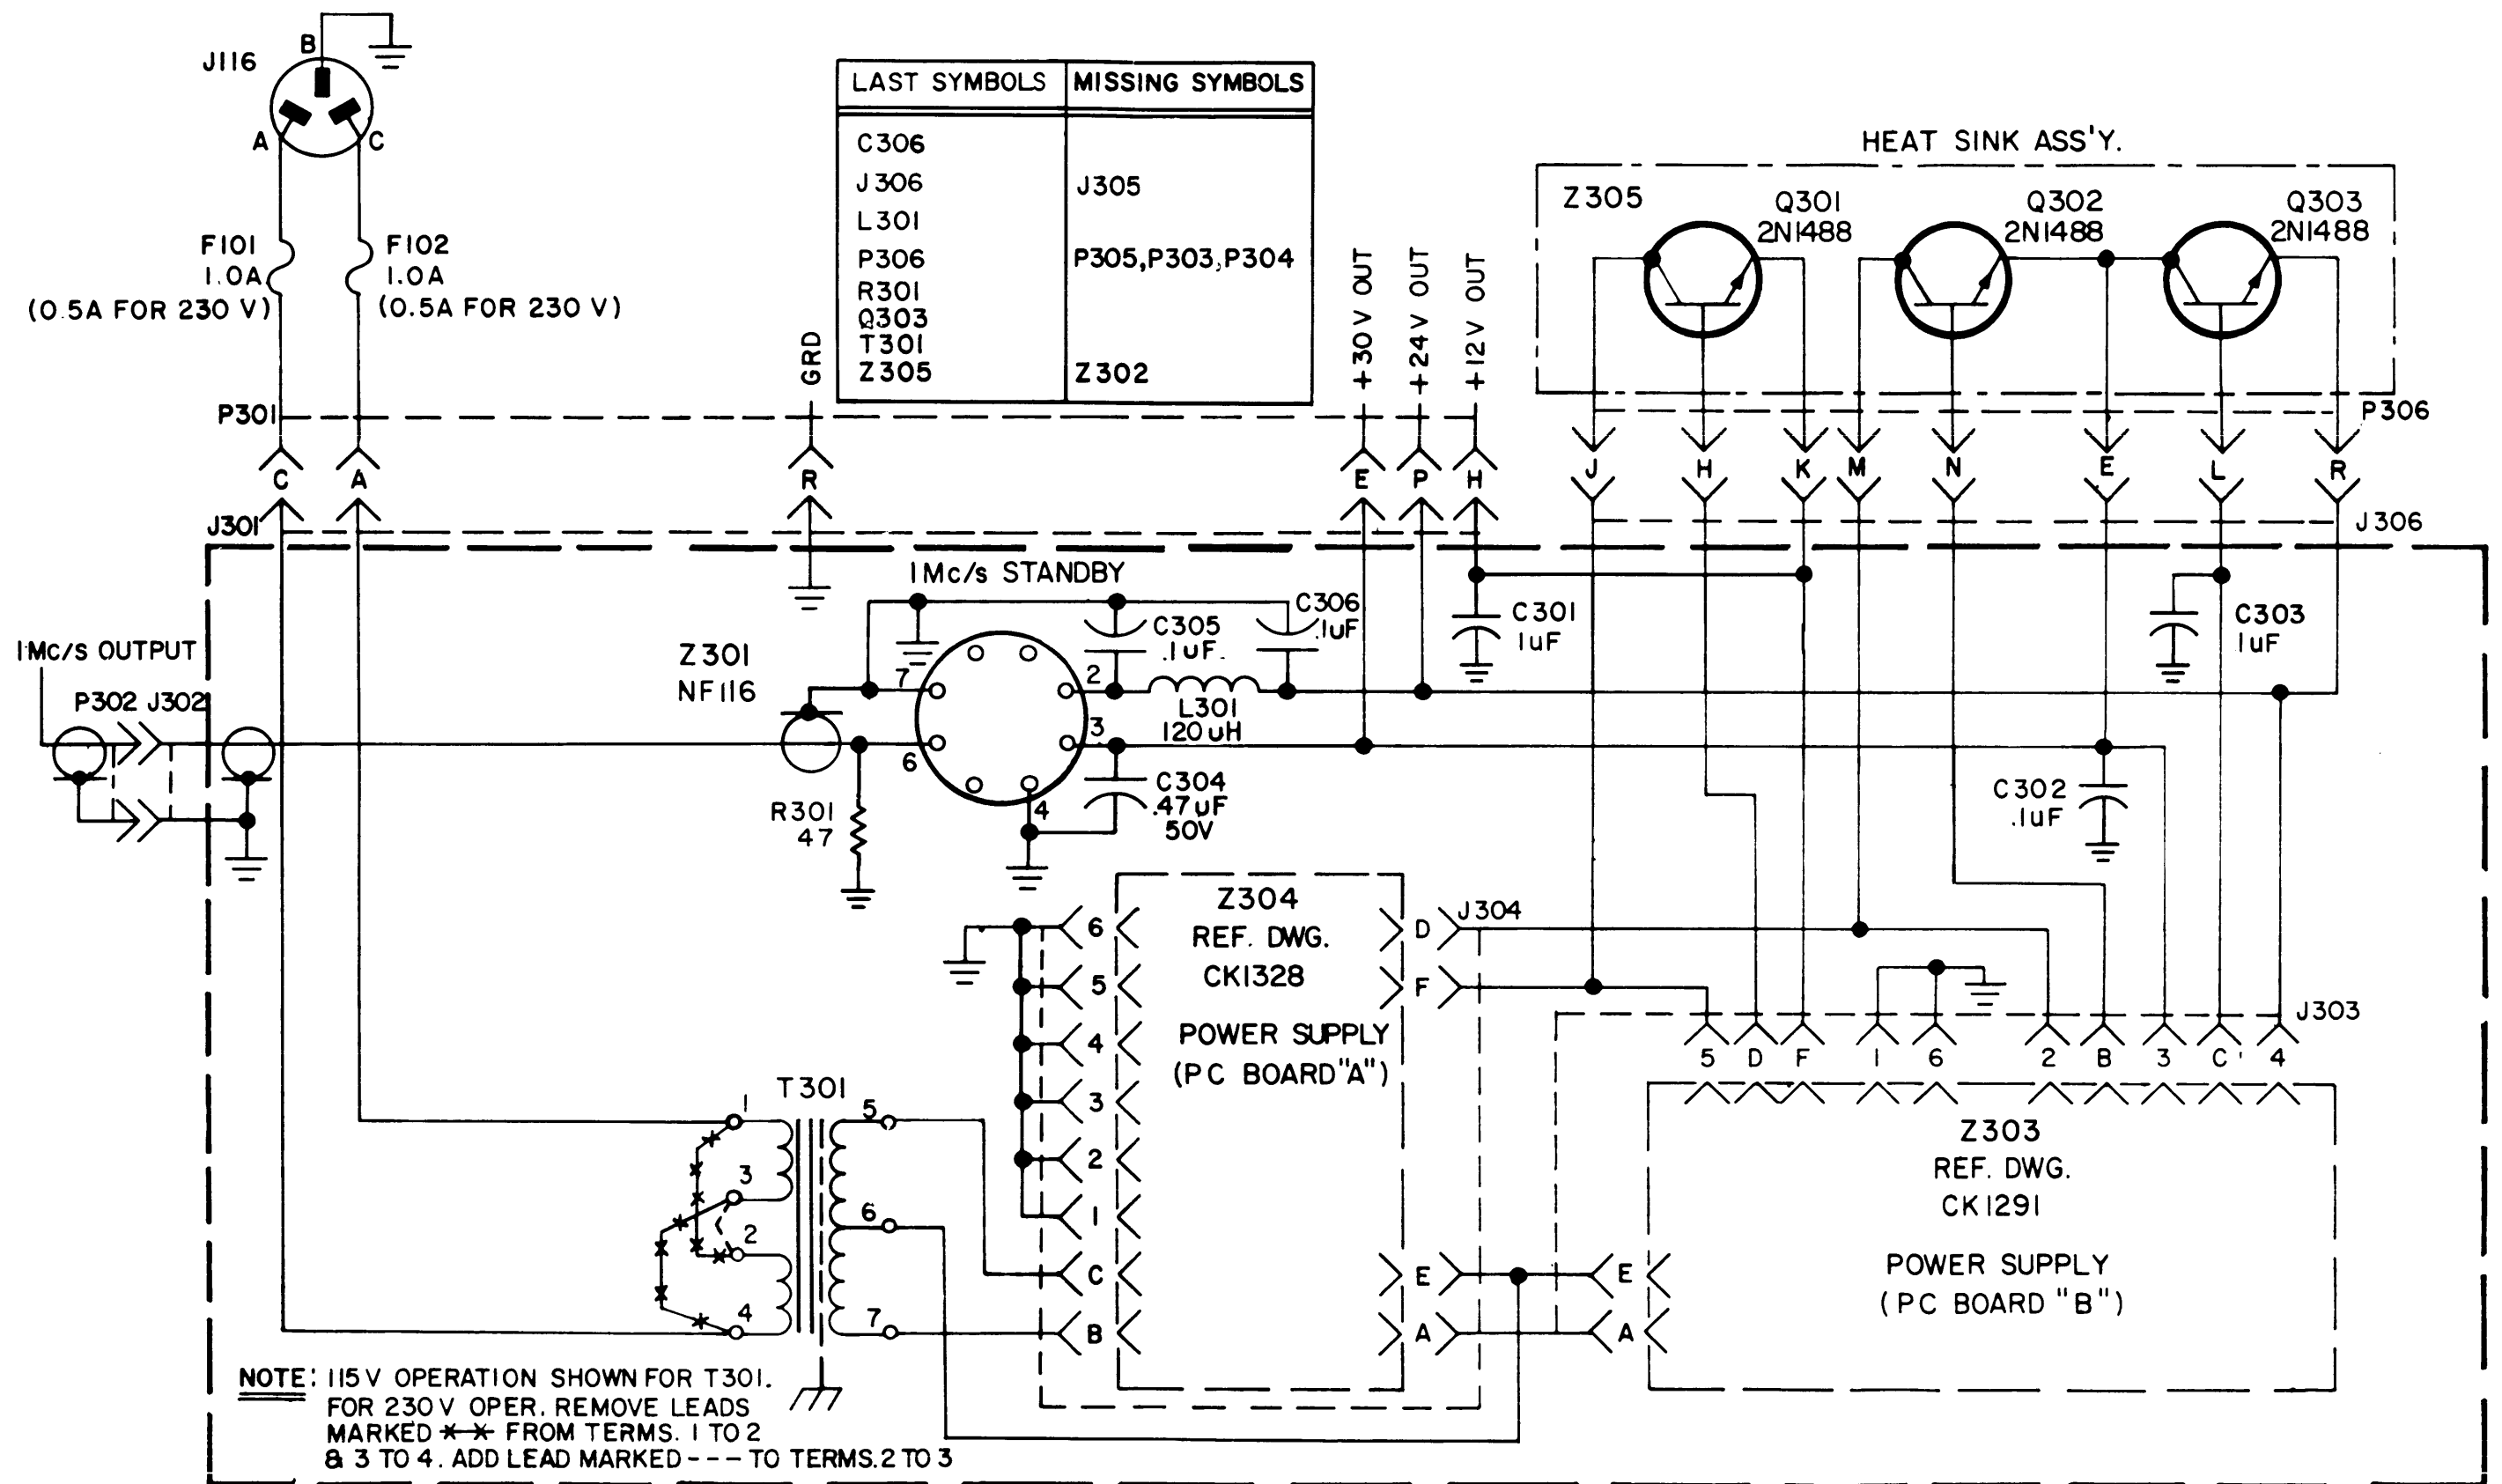 B
J116
A
C
F101
1.0A
(0.5A FOR 230 V)
F102
1.0A
(0.5A FOR 230 V)
LAST SYMBOLS
MISSING SYMBOLS
C306
J306
J305
L301
P306
P305,P303,P304
R301
Q303
T301
Z305
Z302
GRD
+30V OUT
+24V OUT
+12V OUT
HEAT SINK ASS'Y.
Z305
Q301
2N1488
Q302
2N1488
Q303
2N1488
P301
P306
C
A
R
E
P
H
J
H
K
M
N
E
L
R
J301
J306
1Mc/s STANDBY
C306
.1uF
C305
.1uF.
C301
1uF
C303
1uF
1Mc/s OUTPUT
P302 J302
Z301
NF116
7
2
3
6
4
L301
120uH
C304
.47uF
50V
R301
47
C302
.1uF
Z304
REF. DWG.
CK1328
POWER SUPPLY
(PC BOARD"A")
6
5
4
3
2
1
C
B
D
F
E
A
J304
J303
5
D
F
1
6
2
B
3
C
4
E
A
Z303
REF. DWG.
CK1291
POWER SUPPLY
(PC BOARD "B")
T301
1
3
2
4
5
6
7
NOTE: 115V OPERATION SHOWN FOR T301.
FOR 230V OPER. REMOVE LEADS
MARKED x-x FROM TERMS. 1 TO 2
& 3 TO 4. ADD LEAD MARKED --- TO TERMS. 2 TO 3